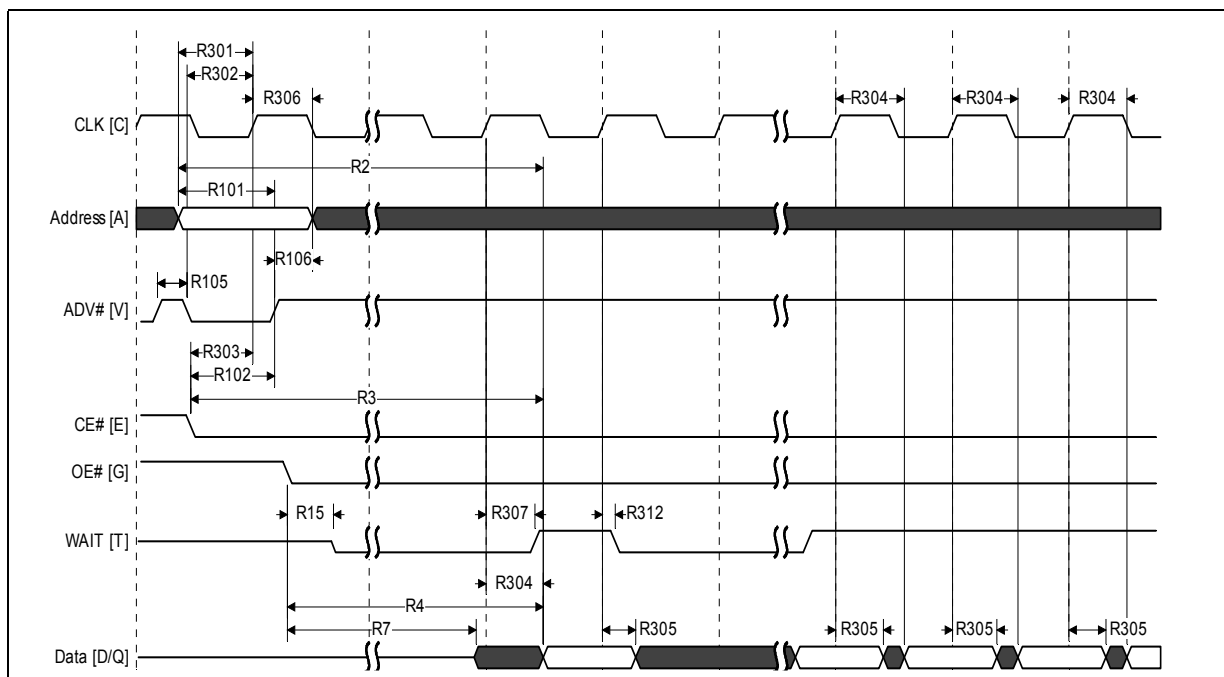 R301
R302
R306
R304 R304 R304
CLK [C]
R2
R101
Address [A]
R106
R105
ADV# [V]
R303
R102
R3
CE# [E]
OE# [G]
R15 R307 R312
WAIT [T]
R304
R4
R7 R305 R305 R305 R305
Data [D/Q]